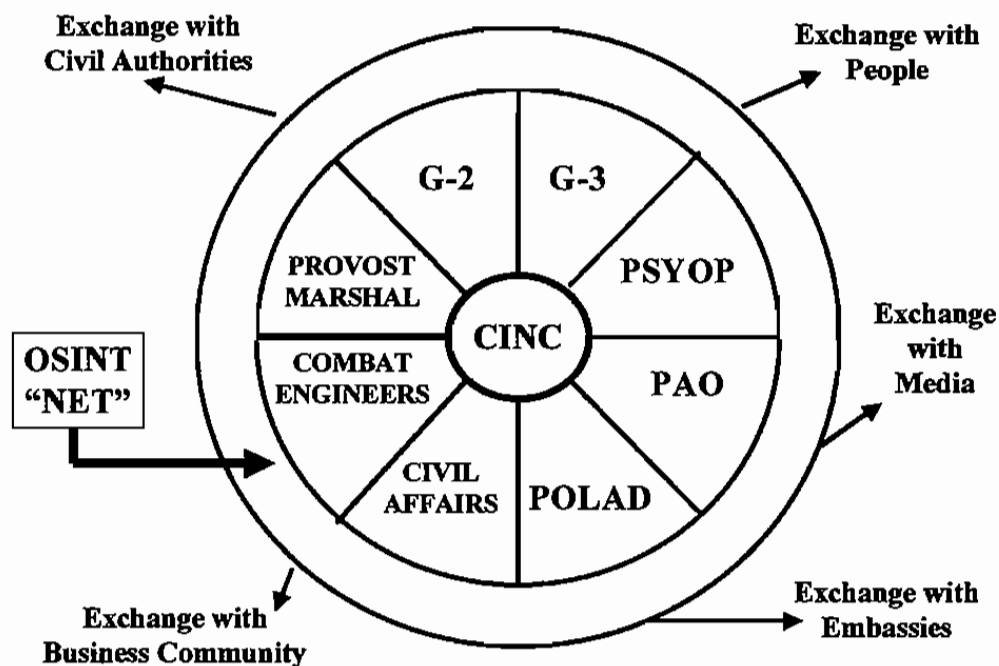 Exchange with
Civil Authorities
Exchange with
People
G-2
G-3
PROVOST
MARSHAL
PSYOP
CINC
OSINT
“NET”
COMBAT
ENGINEERS
PAO
Exchange
with
Media
CIVIL
AFFAIRS
POLAD
Exchange with
Business Community
Exchange with
Embassies